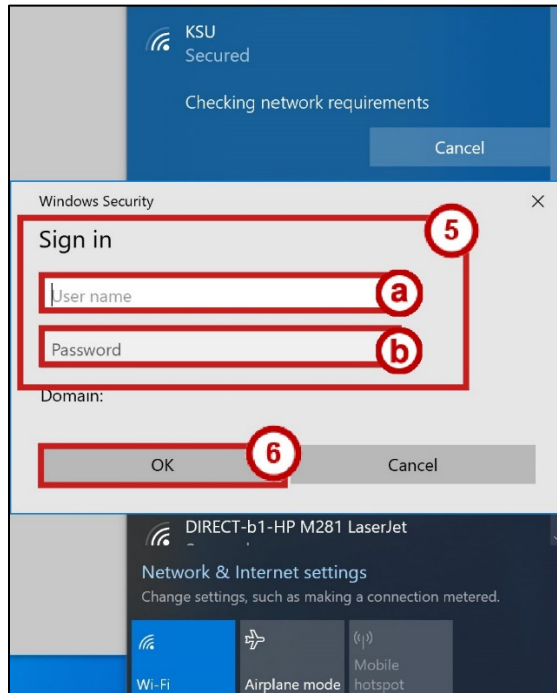 KSU
Secured
Checking network requirements
Cancel
Windows Security
Sign in
5
User name
a
Password
b
Domain:
OK
6
Cancel
DIRECT-b1-HP M281 LaserJet
Network & Internet settings
Change settings, such as making a connection metered.
Wi-Fi
Airplane mode
Mobile
hotspot